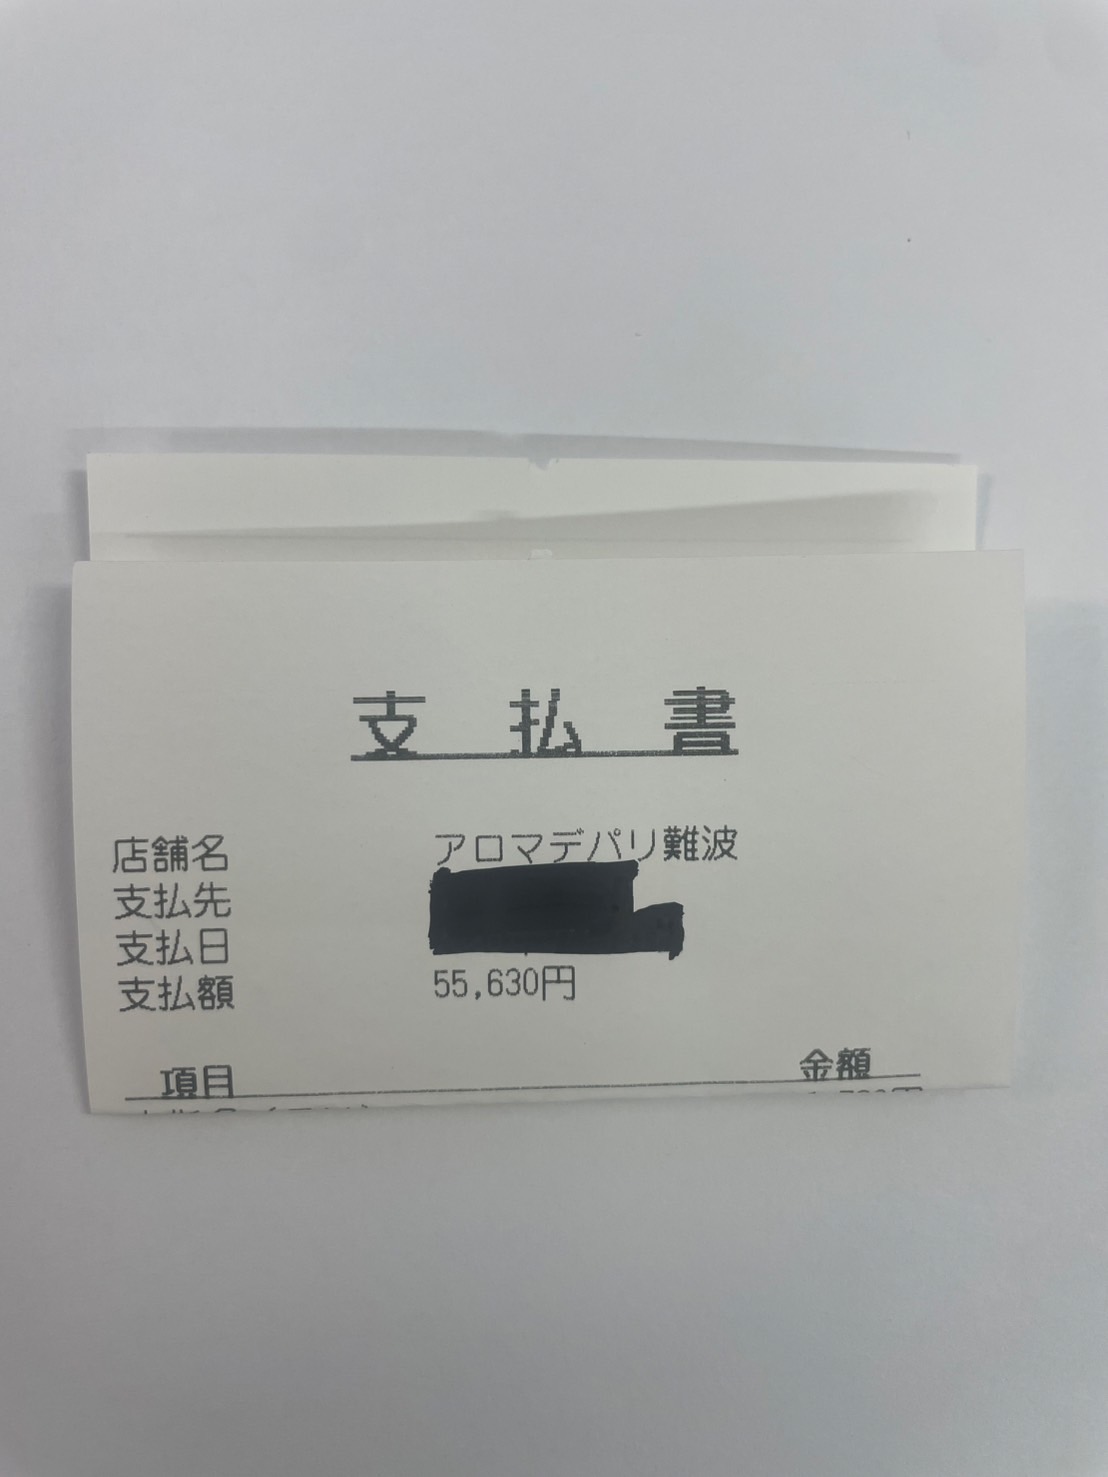 支払書
店舗名 アロマデパリ難波
支払先
支払日
支払額 55,630円
項目 金額